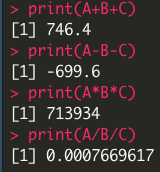 > print(A+B+C)
[1] 746.4
> print(A-B-C)
[1] -699.6
> print(A*B*C)
[1] 713934
> print(A/B/C)
[1] 0.0007669617